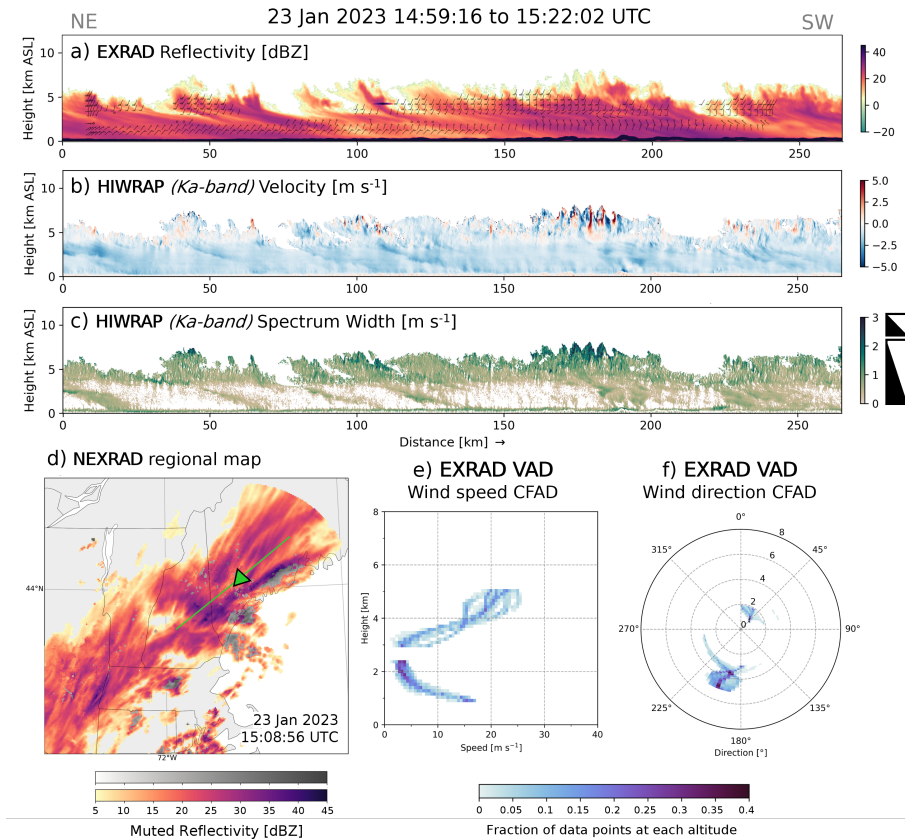 23 Jan 2023 14:59:16 to 15:22:02 UTC
NE
SW
a) EXRAD Reflectivity [dBZ]
Height [km ASL]
10
5
0
0 50 100 150 200 250
40
20
0
−20
b) HIWRAP (Ka-band) Velocity [m s-1]
Height [km ASL]
10
5
0
0 50 100 150 200 250
5.0
2.5
0.0
−2.5
−5.0
c) HIWRAP (Ka-band) Spectrum Width [m s-1]
Height [km ASL]
10
5
0
0 50 100 150 200 250
Distance [km] →
3
2
1
0
d) NEXRAD regional map
44°N
72°W
23 Jan 2023
15:08:56 UTC
5 10 15 20 25 30 35 40 45
Muted Reflectivity [dBZ]
e) EXRAD VAD
Wind speed CFAD
Height [km]
8
6
4
2
0
0 10 20 30 40
Speed [m s−1]
f) EXRAD VAD
Wind direction CFAD
0°
45°
90°
135°
180°
225°
270°
315°
8
6
4
2
0
Direction [°]
0 0.05 0.1 0.15 0.2 0.25 0.3 0.35 0.4
Fraction of data points at each altitude